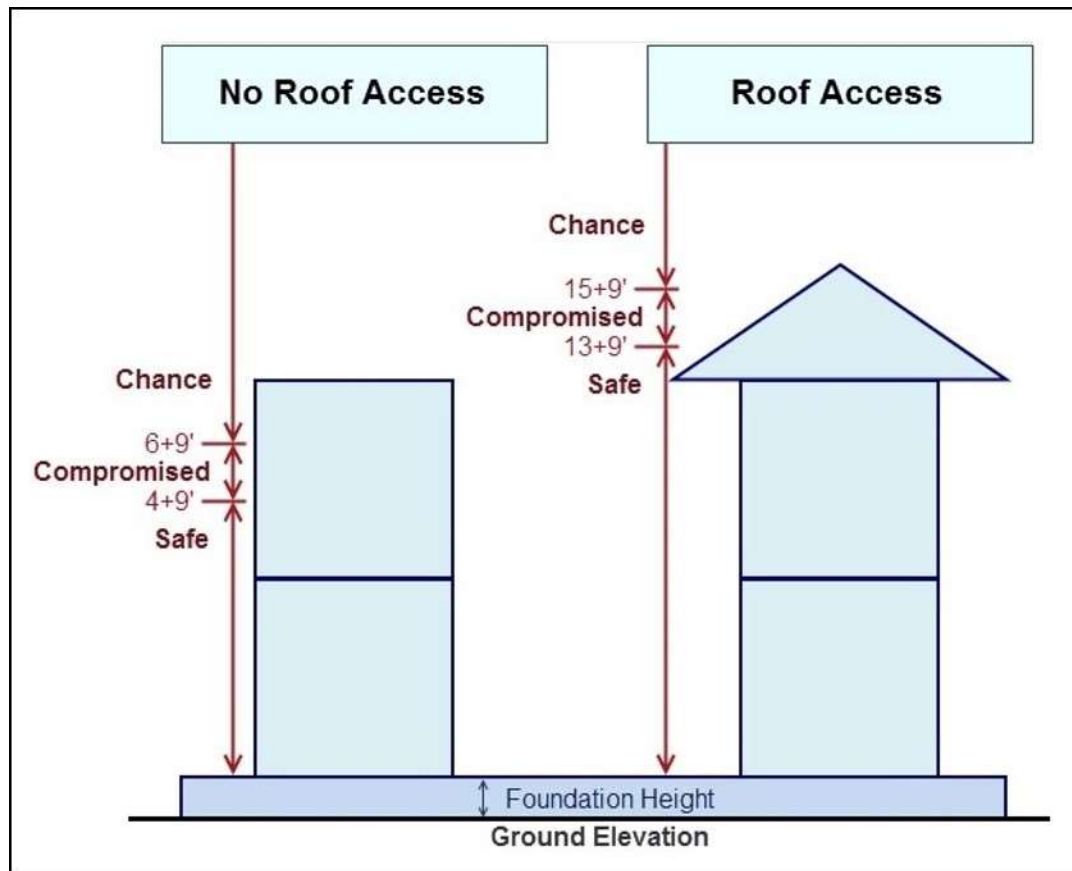 No Roof Access
Roof Access
Chance
15+9'
Compromised
13+9'
Safe
Chance
6+9'
Compromised
4+9'
Safe
Foundation Height
Ground Elevation